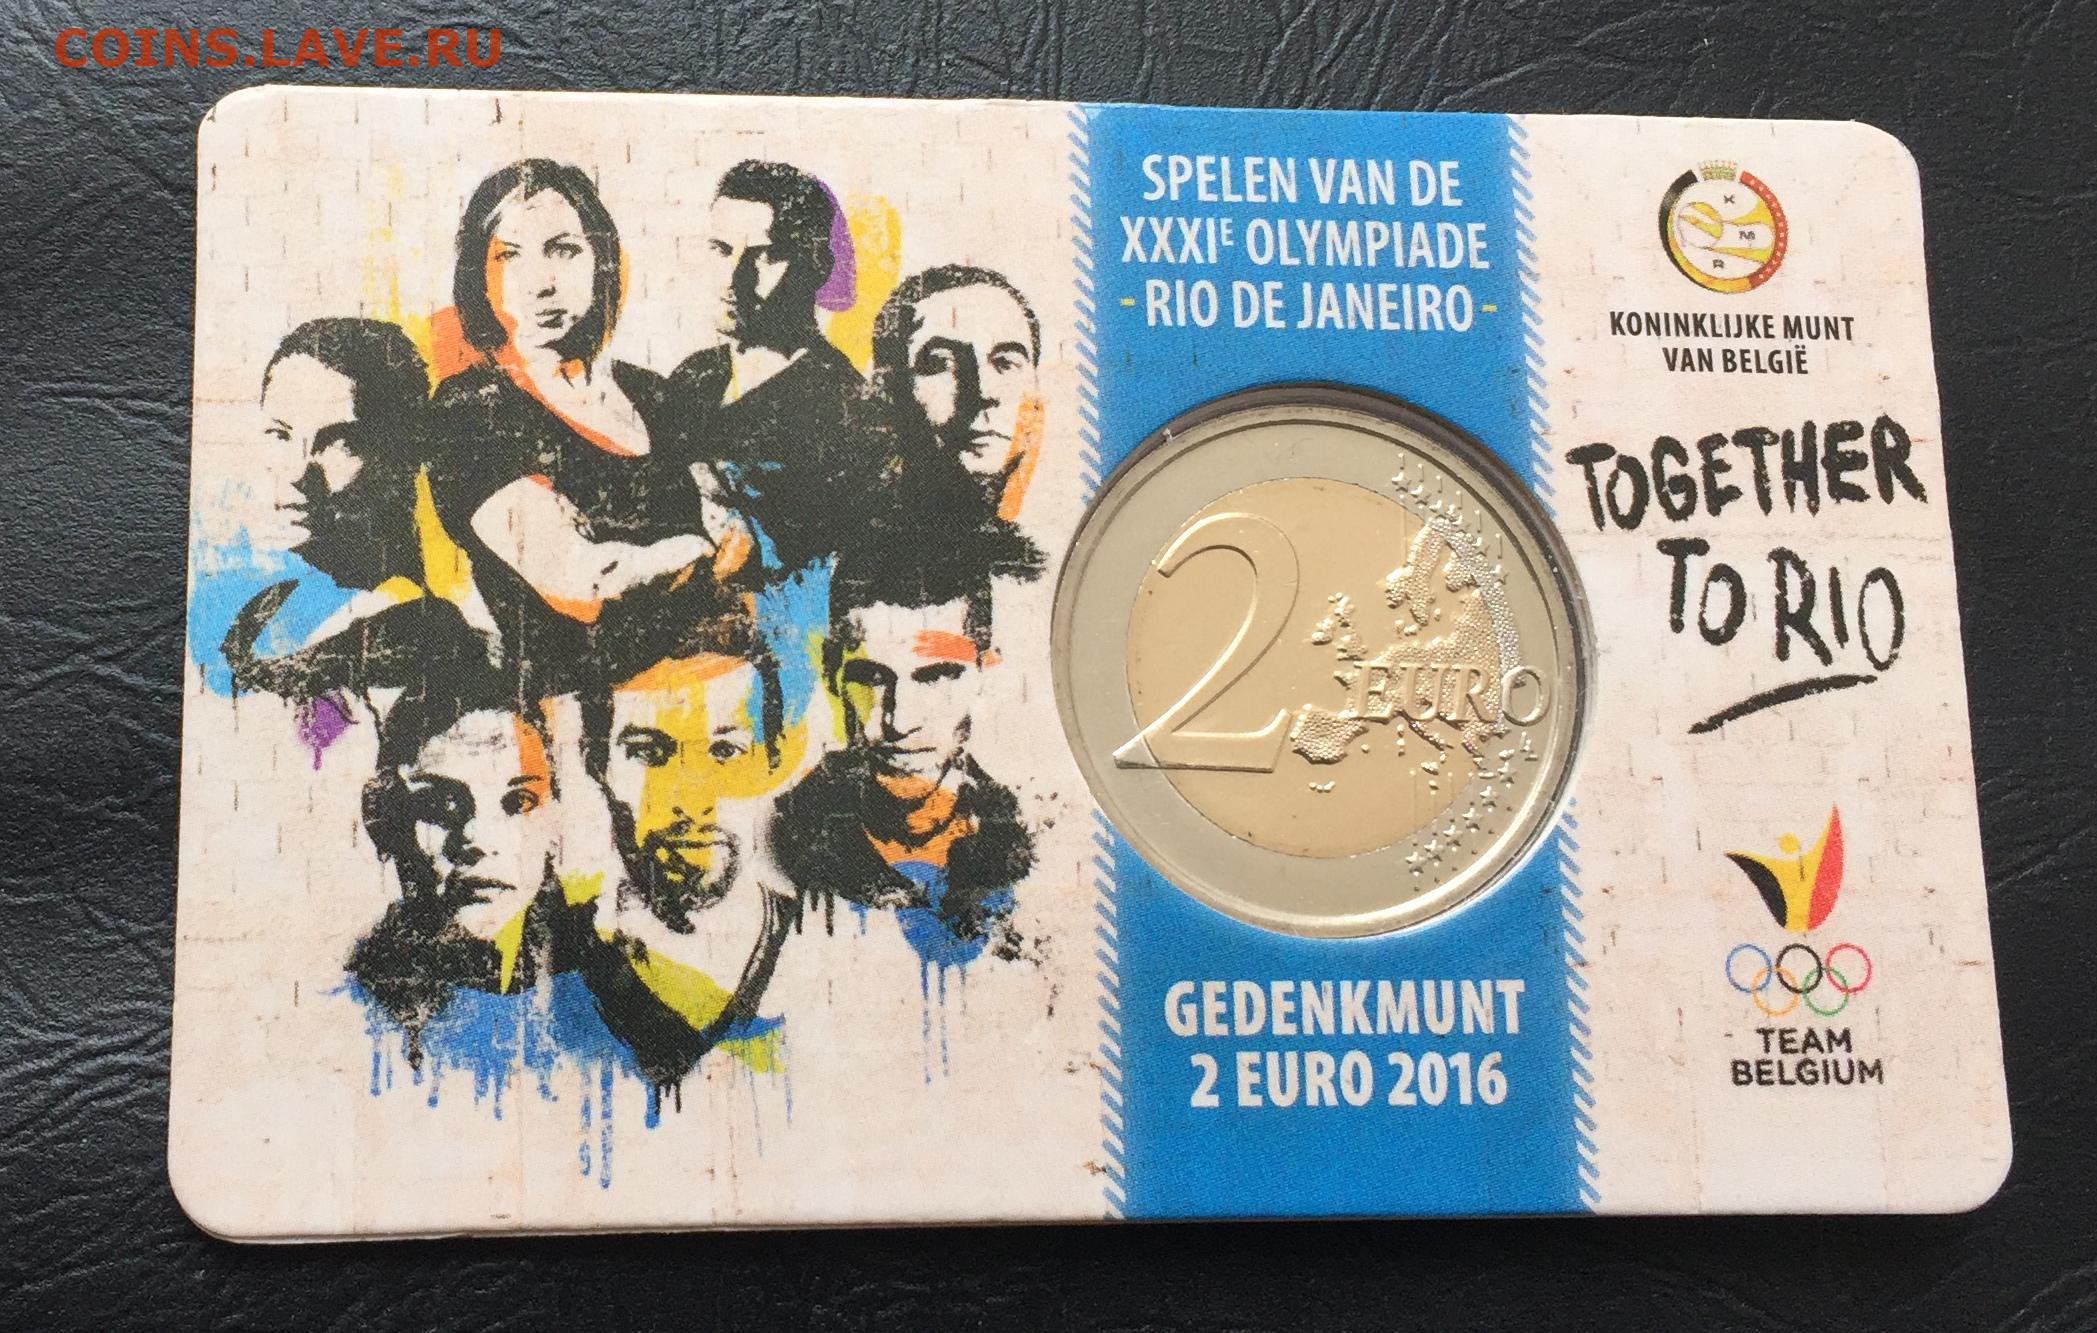 COINS.LAVE.RU
SPELEN VAN DE
XXXIE OLYMPIADE
- RIO DE JANEIRO -
2 EURO
GEDENKMUNT
2 EURO 2016
K
M
R
KONINKLIJKE MUNT
VAN BELGIË
TOGETHER
TO RIO
TEAM
BELGIUM